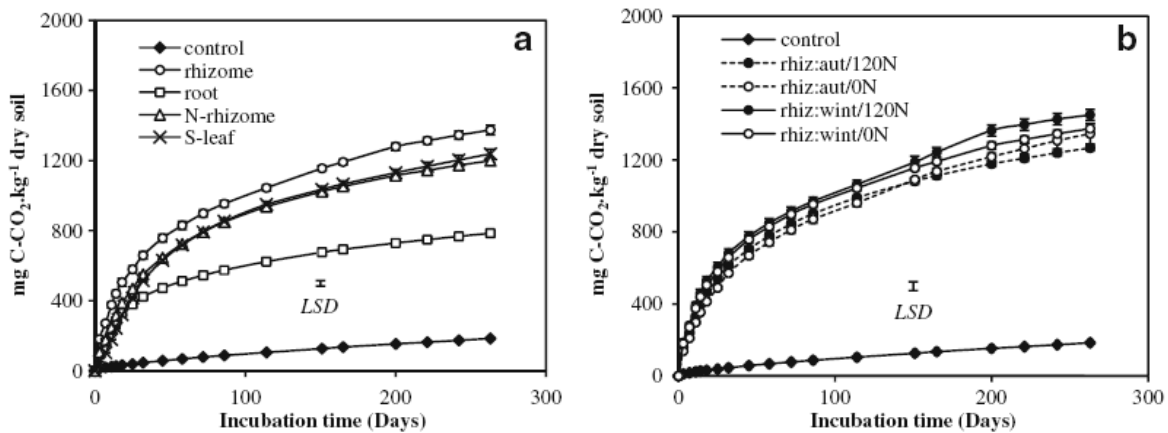 a
control
rhizome
root
N-rhizome
S-leaf
LSD
2000
1600
1200
800
400
0
0
100
200
300
Incubation time (Days)
mg C-CO₂.kg⁻¹ dry soil
b
control
rhiz:aut/120N
rhiz:aut/0N
rhiz:wint/120N
rhiz:wint/0N
LSD
2000
1600
1200
800
400
0
0
100
200
300
Incubation time (Days)
mg C-CO₂.kg⁻¹ dry soil